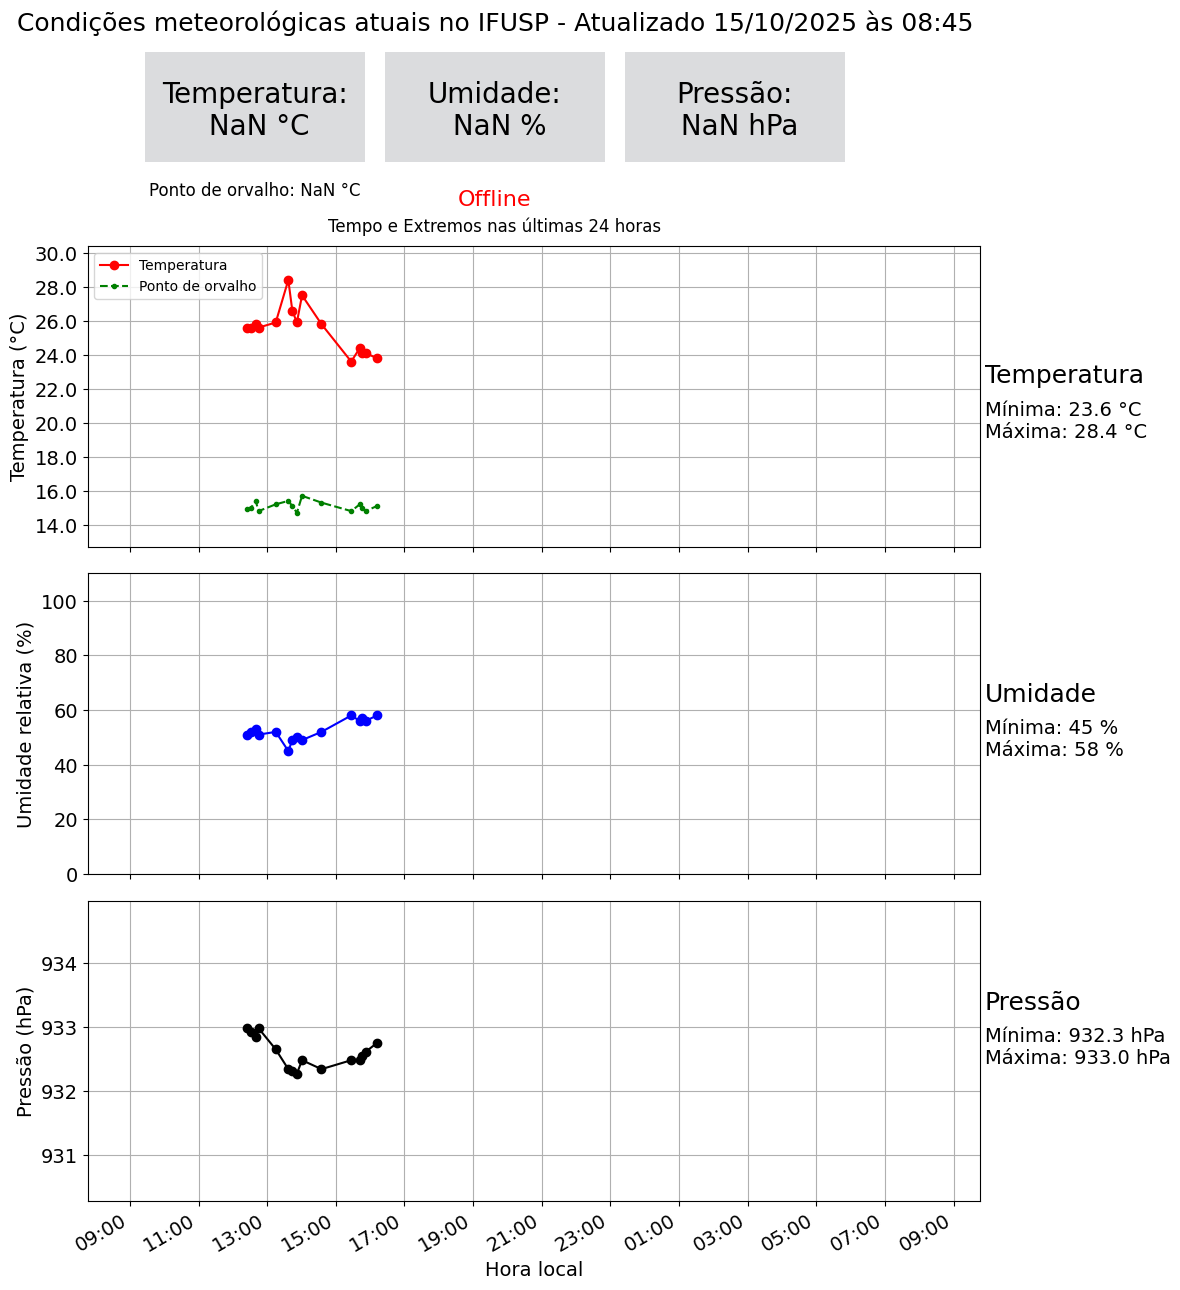 Condições meteorológicas atuais no IFUSP - Atualizado 15/10/2025 às 08:45
Temperatura:
NaN °C
Umidade:
NaN %
Pressão:
NaN hPa
Ponto de orvalho: NaN °C
Offline
Tempo e Extremos nas últimas 24 horas
Temperatura (°C)
30.0
28.0
26.0
24.0
22.0
20.0
18.0
16.0
14.0
Temperatura
Ponto de orvalho
Temperatura
Mínima: 23.6 °C
Máxima: 28.4 °C
Umidade relativa (%)
100
80
60
40
20
0
Umidade
Mínima: 45 %
Máxima: 58 %
Pressão (hPa)
934
933
932
931
Pressão
Mínima: 932.3 hPa
Máxima: 933.0 hPa
09:00 11:00 13:00 15:00 17:00 19:00 21:00 23:00 01:00 03:00 05:00 07:00 09:00
Hora local